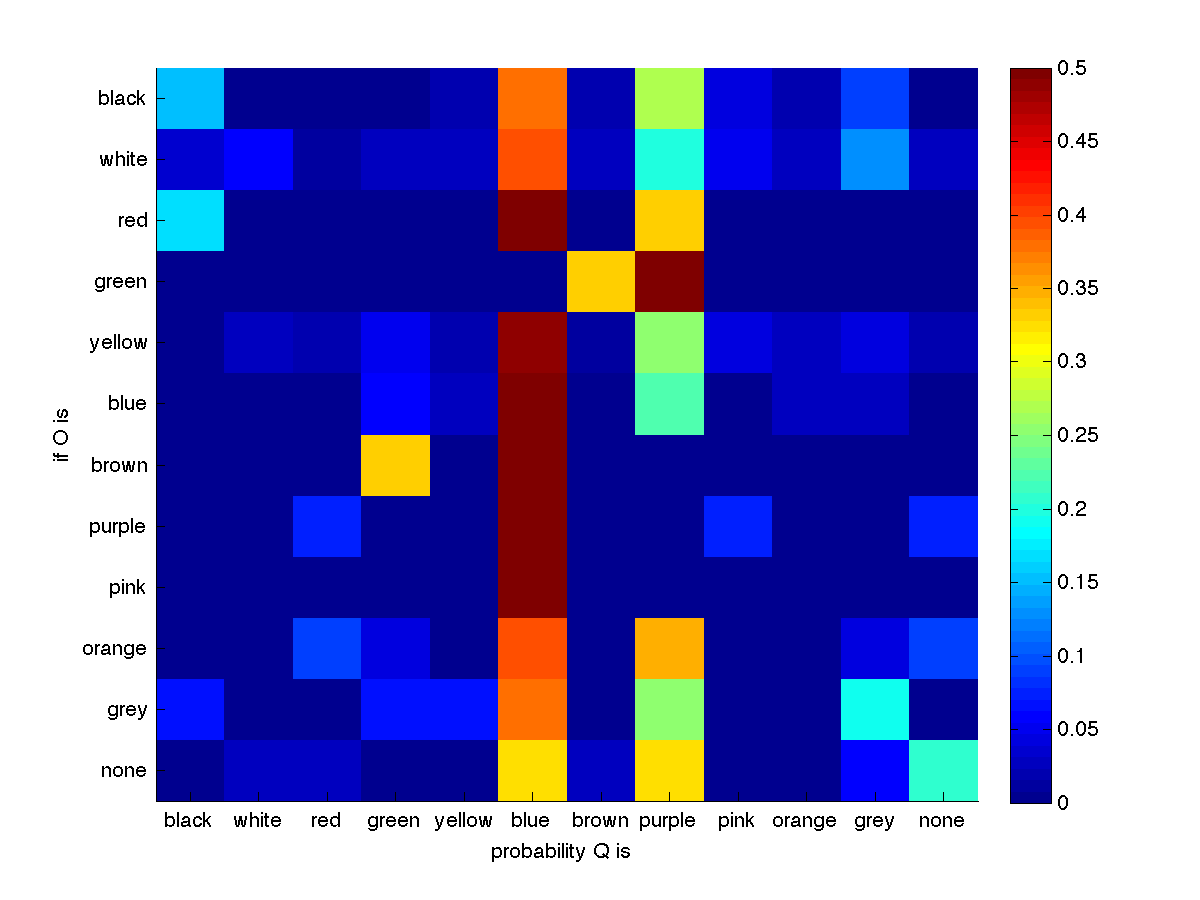 black
white
red
green
yellow
blue
brown
purple
pink
orange
grey
none
if O is
black white red green yellow blue brown purple pink orange grey none
probability Q is
0.5
0.45
0.4
0.35
0.3
0.25
0.2
0.15
0.1
0.05
0